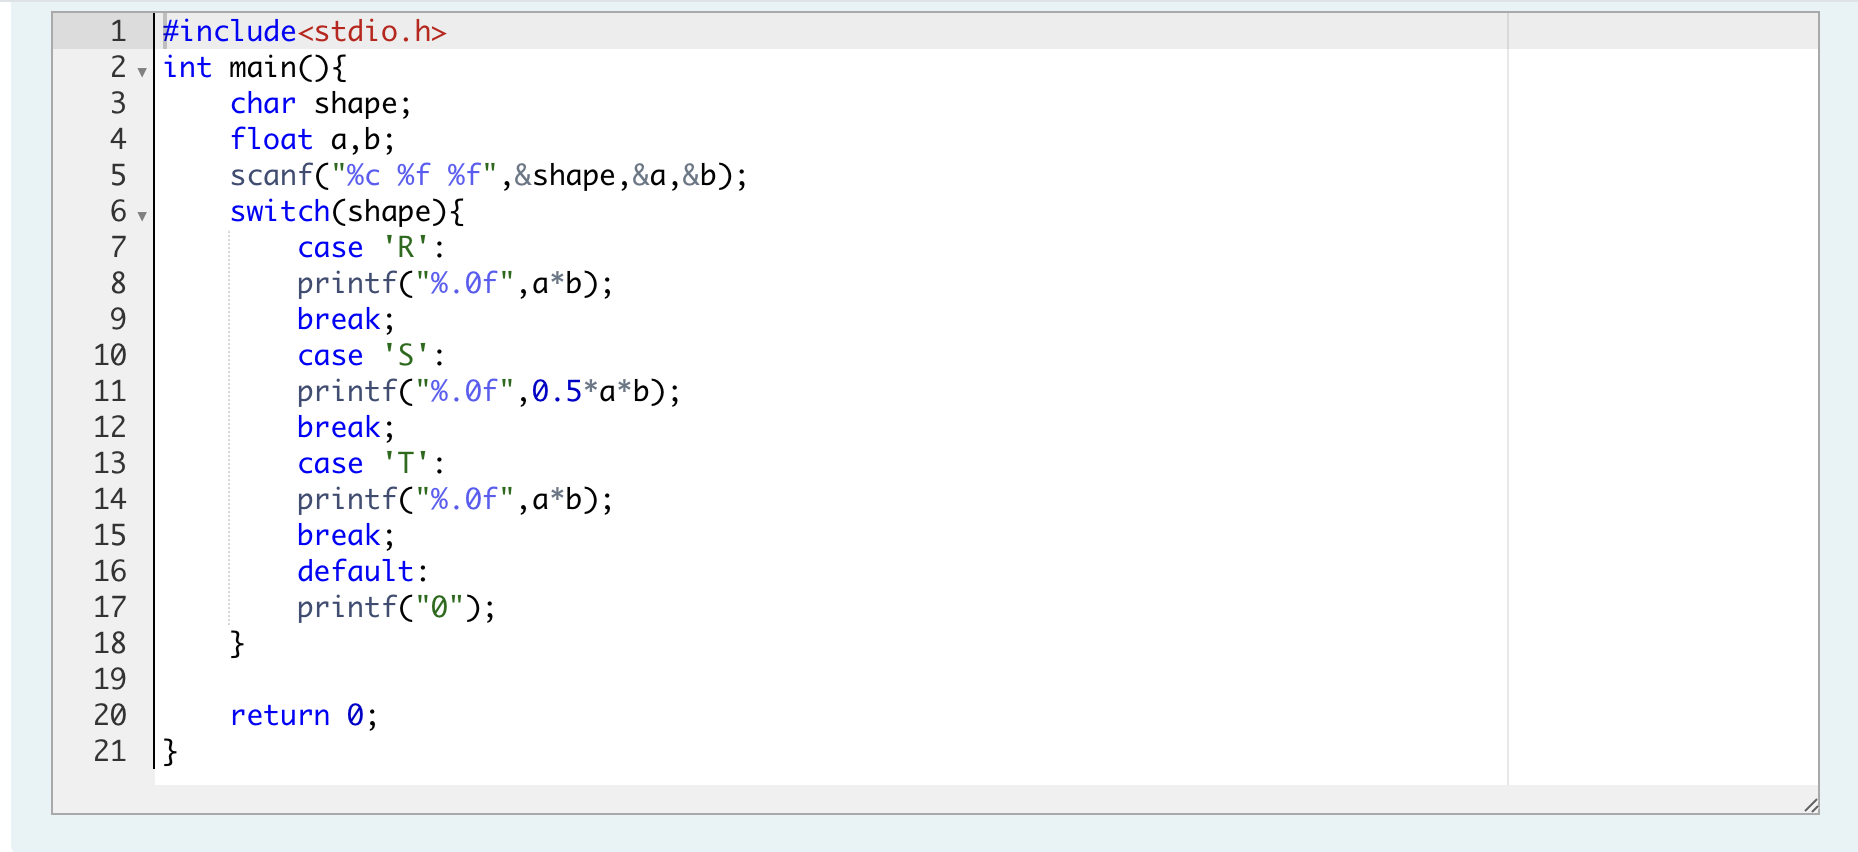 1 #include<stdio.h>
2 int main(){
3 char shape;
4 float a,b;
5 scanf("%c %f %f",&shape,&a,&b);
6 switch(shape){
7 case 'R':
8 printf("%.0f",a*b);
9 break;
10 case 'S':
11 printf("%.0f",0.5*a*b);
12 break;
13 case 'T':
14 printf("%.0f",a*b);
15 break;
16 default:
17 printf("0");
18 }
19
20 return 0;
21 }